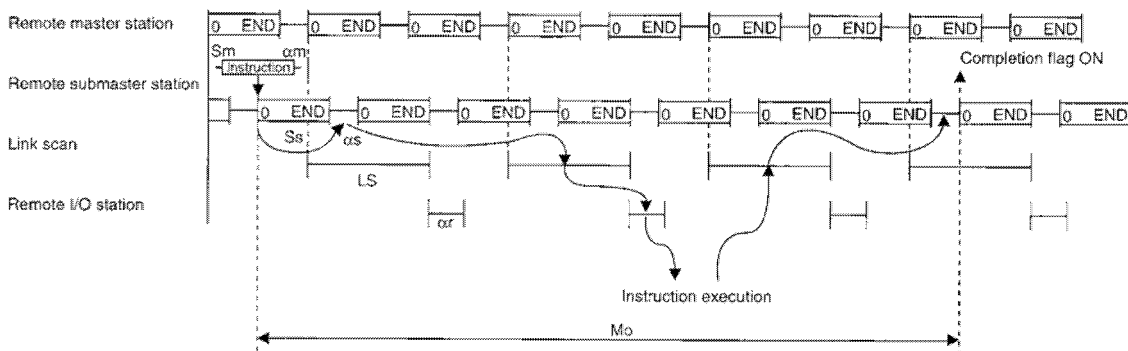 Remote master station
0 END 0 END 0 END 0 END 0 END 0 END 0 END 0 END 0 END
Sm αm
Instruction
Completion flag ON
Remote submaster station
0 END 0 END 0 END 0 END 0 END 0 END 0 END 0 END 0 END
Ss αs
Link scan
LS
Remote I/O station
αr
Instruction execution
Mo